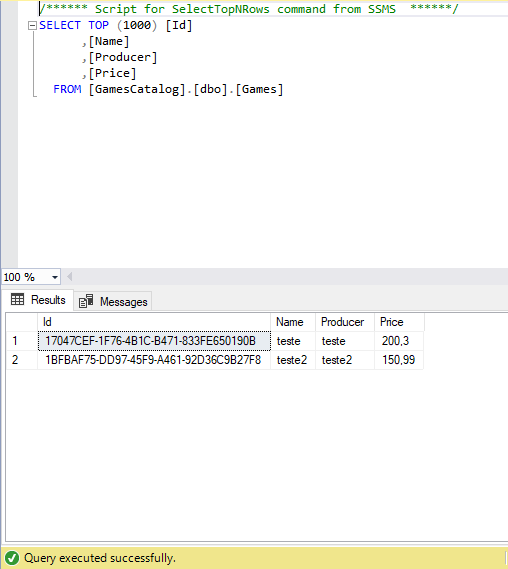 /****** Script for SelectTopNRows command from SSMS  ******/
SELECT TOP (1000) [Id]
      ,[Name]
      ,[Producer]
      ,[Price]
  FROM [GamesCatalog].[dbo].[Games]
100 %
Results Messages
Id Name Producer Price
1 17047CEF-1F76-4B1C-B471-833FE650190B teste teste 200,3
2 1BFBAF75-DD97-45F9-A461-92D36C9B27F8 teste2 teste2 150,99
Query executed successfully.